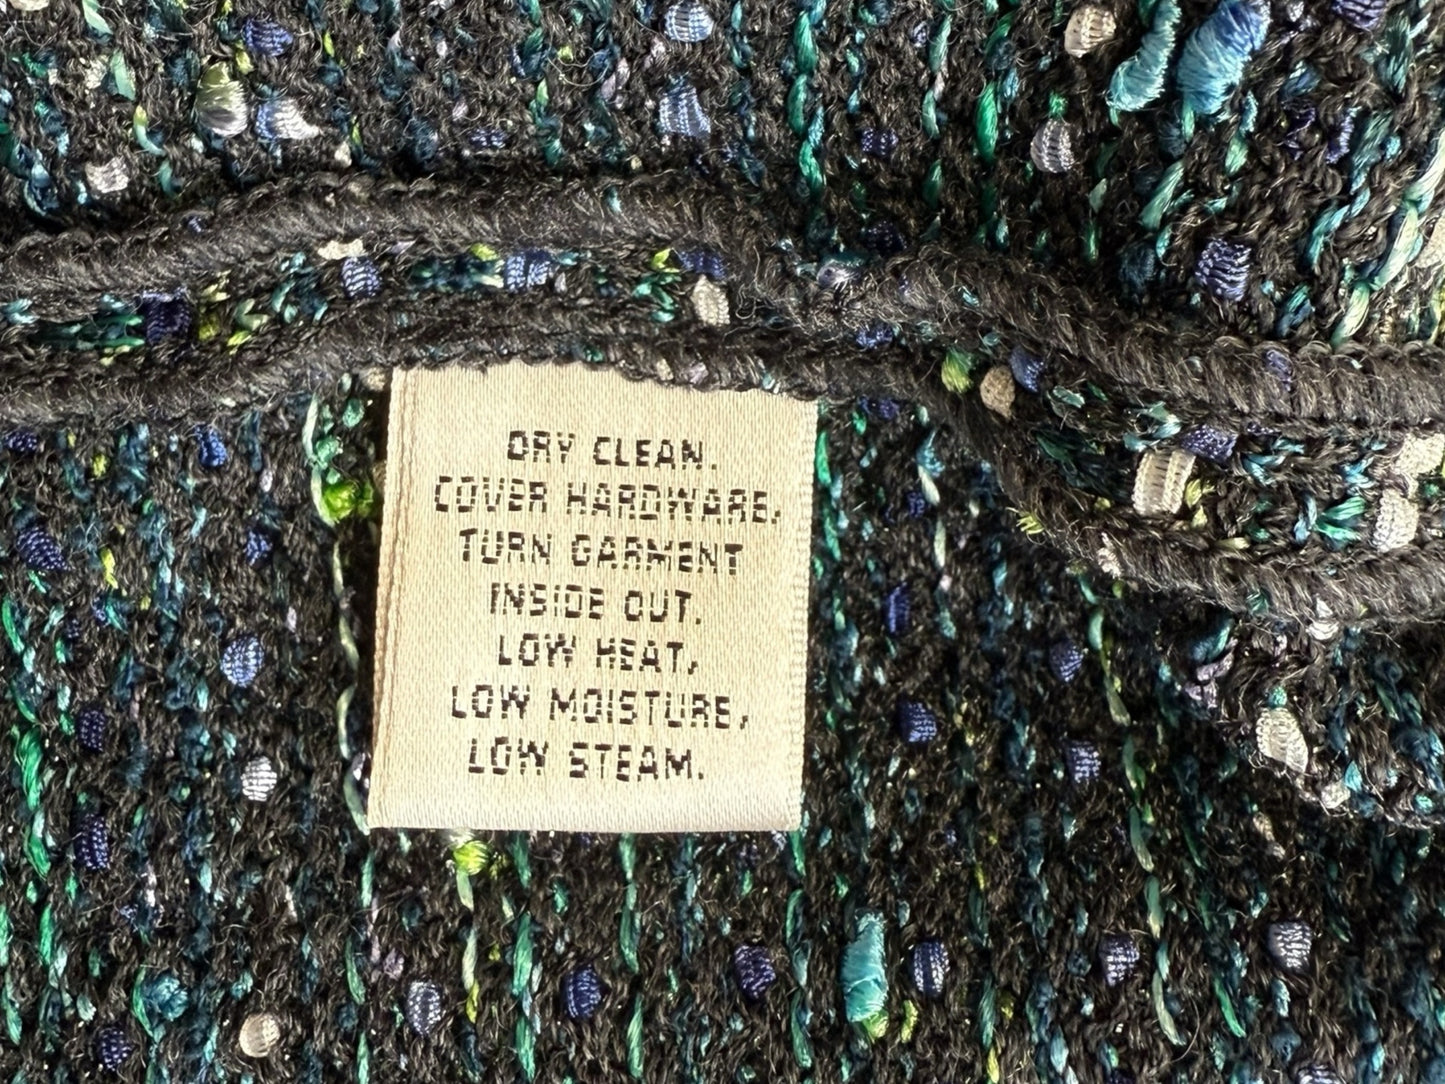 DRY CLEAN.
COVER HARDWARE,
TURN GARMENT
INSIDE OUT.
LOW HEAT,
LOW MOISTURE,
LOW STEAM.